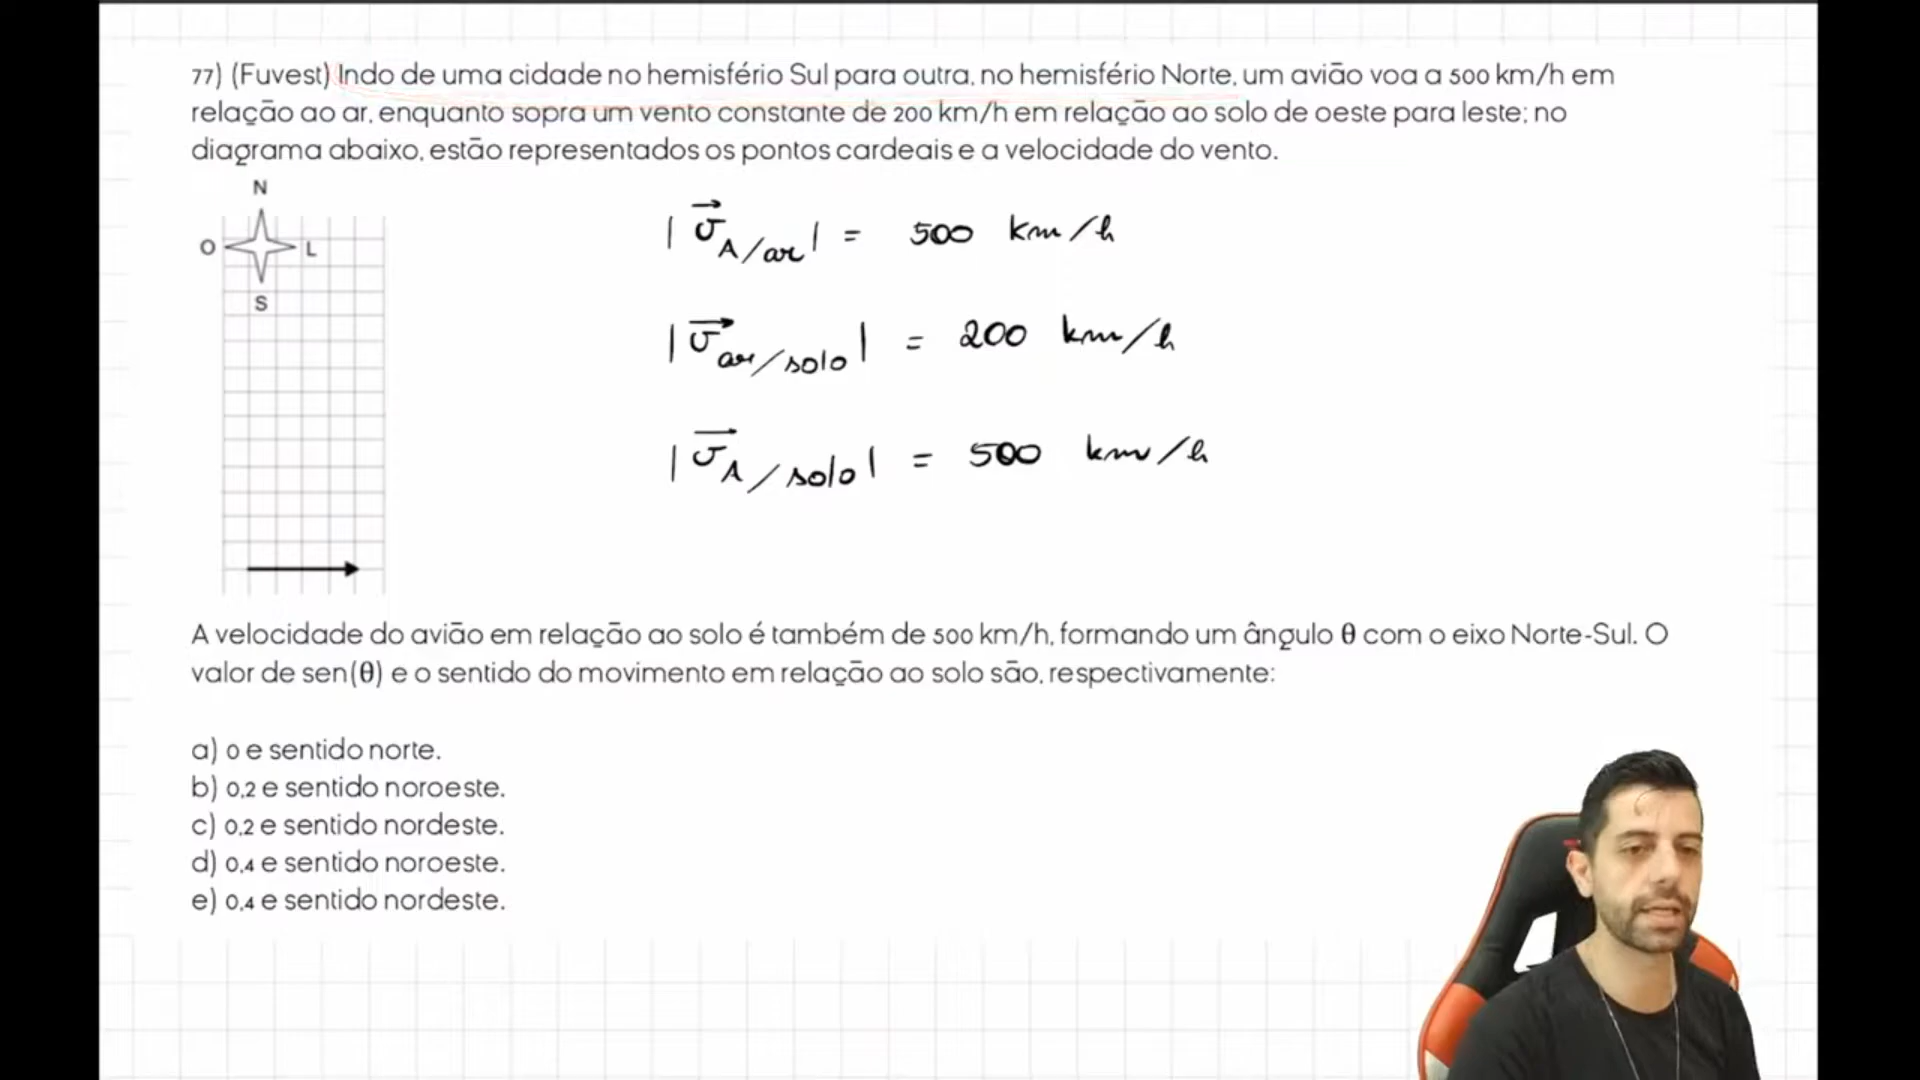 77) (Fuvest) Indo de uma cidade no hemisfério Sul para outra, no hemisfério Norte, um avião voa a 500 km/h em
relação ao ar, enquanto sopra um vento constante de 200 km/h em relação ao solo de oeste para leste; no
diagrama abaixo, estão representados os pontos cardeais e a velocidade do vento.
N
O L
S
|v⃗ A/ar| = 500 km/h
|v⃗ ar/solo| = 200 km/h
|v⃗ A/solo| = 500 km/h
A velocidade do avião em relação ao solo é também de 500 km/h, formando um ângulo θ com o eixo Norte-Sul. O
valor de sen(θ) e o sentido do movimento em relação ao solo são, respectivamente:
a) 0 e sentido norte.
b) 0,2 e sentido noroeste.
c) 0,2 e sentido nordeste.
d) 0,4 e sentido noroeste.
e) 0,4 e sentido nordeste.